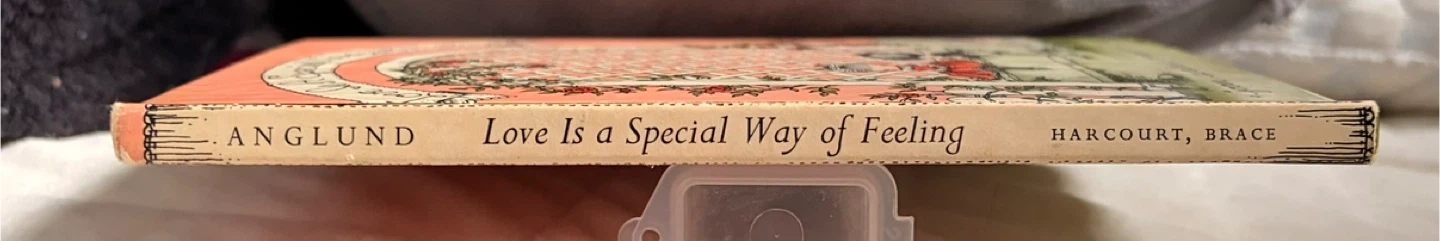 ANGLUND Love Is a Special Way of Feeling HARCOURT, BRACE